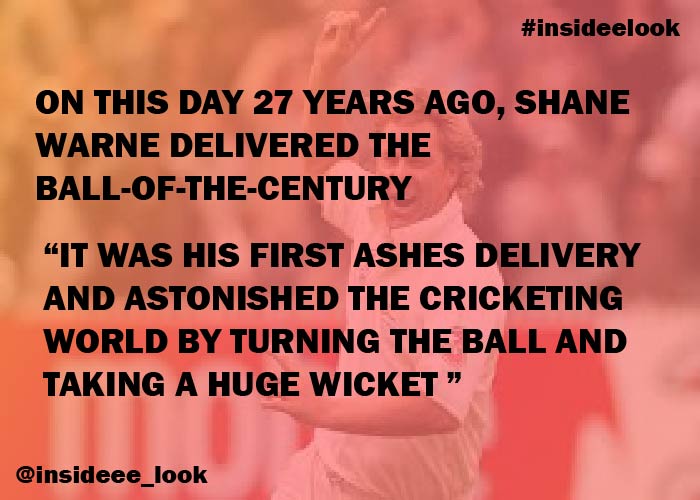 #insideelook
ON THIS DAY 27 YEARS AGO, SHANE
WARNE DELIVERED THE
BALL-OF-THE-CENTURY
“IT WAS HIS FIRST ASHES DELIVERY
AND ASTONISHED THE CRICKETING
WORLD BY TURNING THE BALL AND
TAKING A HUGE WICKET ”
@insideee_look